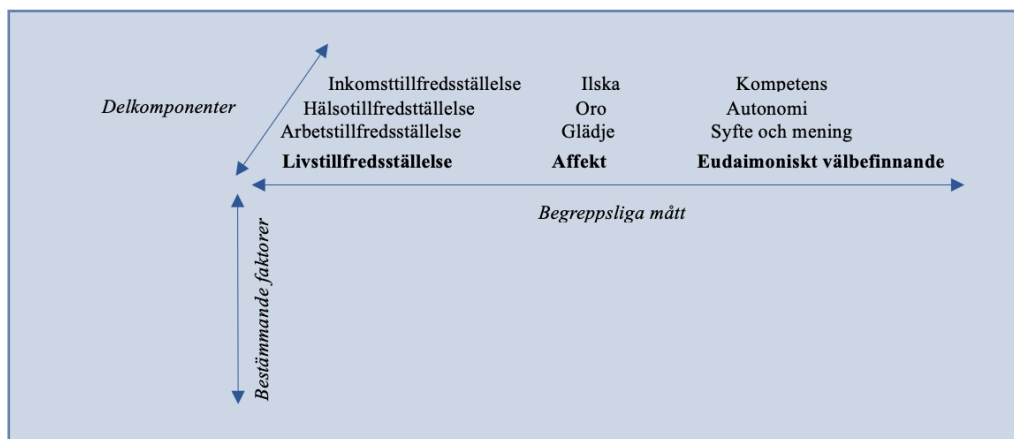 Inkomsttillfredsställelse Ilska Kompetens
Delkomponenter
Hälsotillfredsttällelse Oro Autonomi
Arbetstillfredsställelse Glädje Syfte och mening
Livstillfredsställelse Affekt Eudaimoniskt välbefinnande
Begreppsliga mått
Bestämmande faktorer